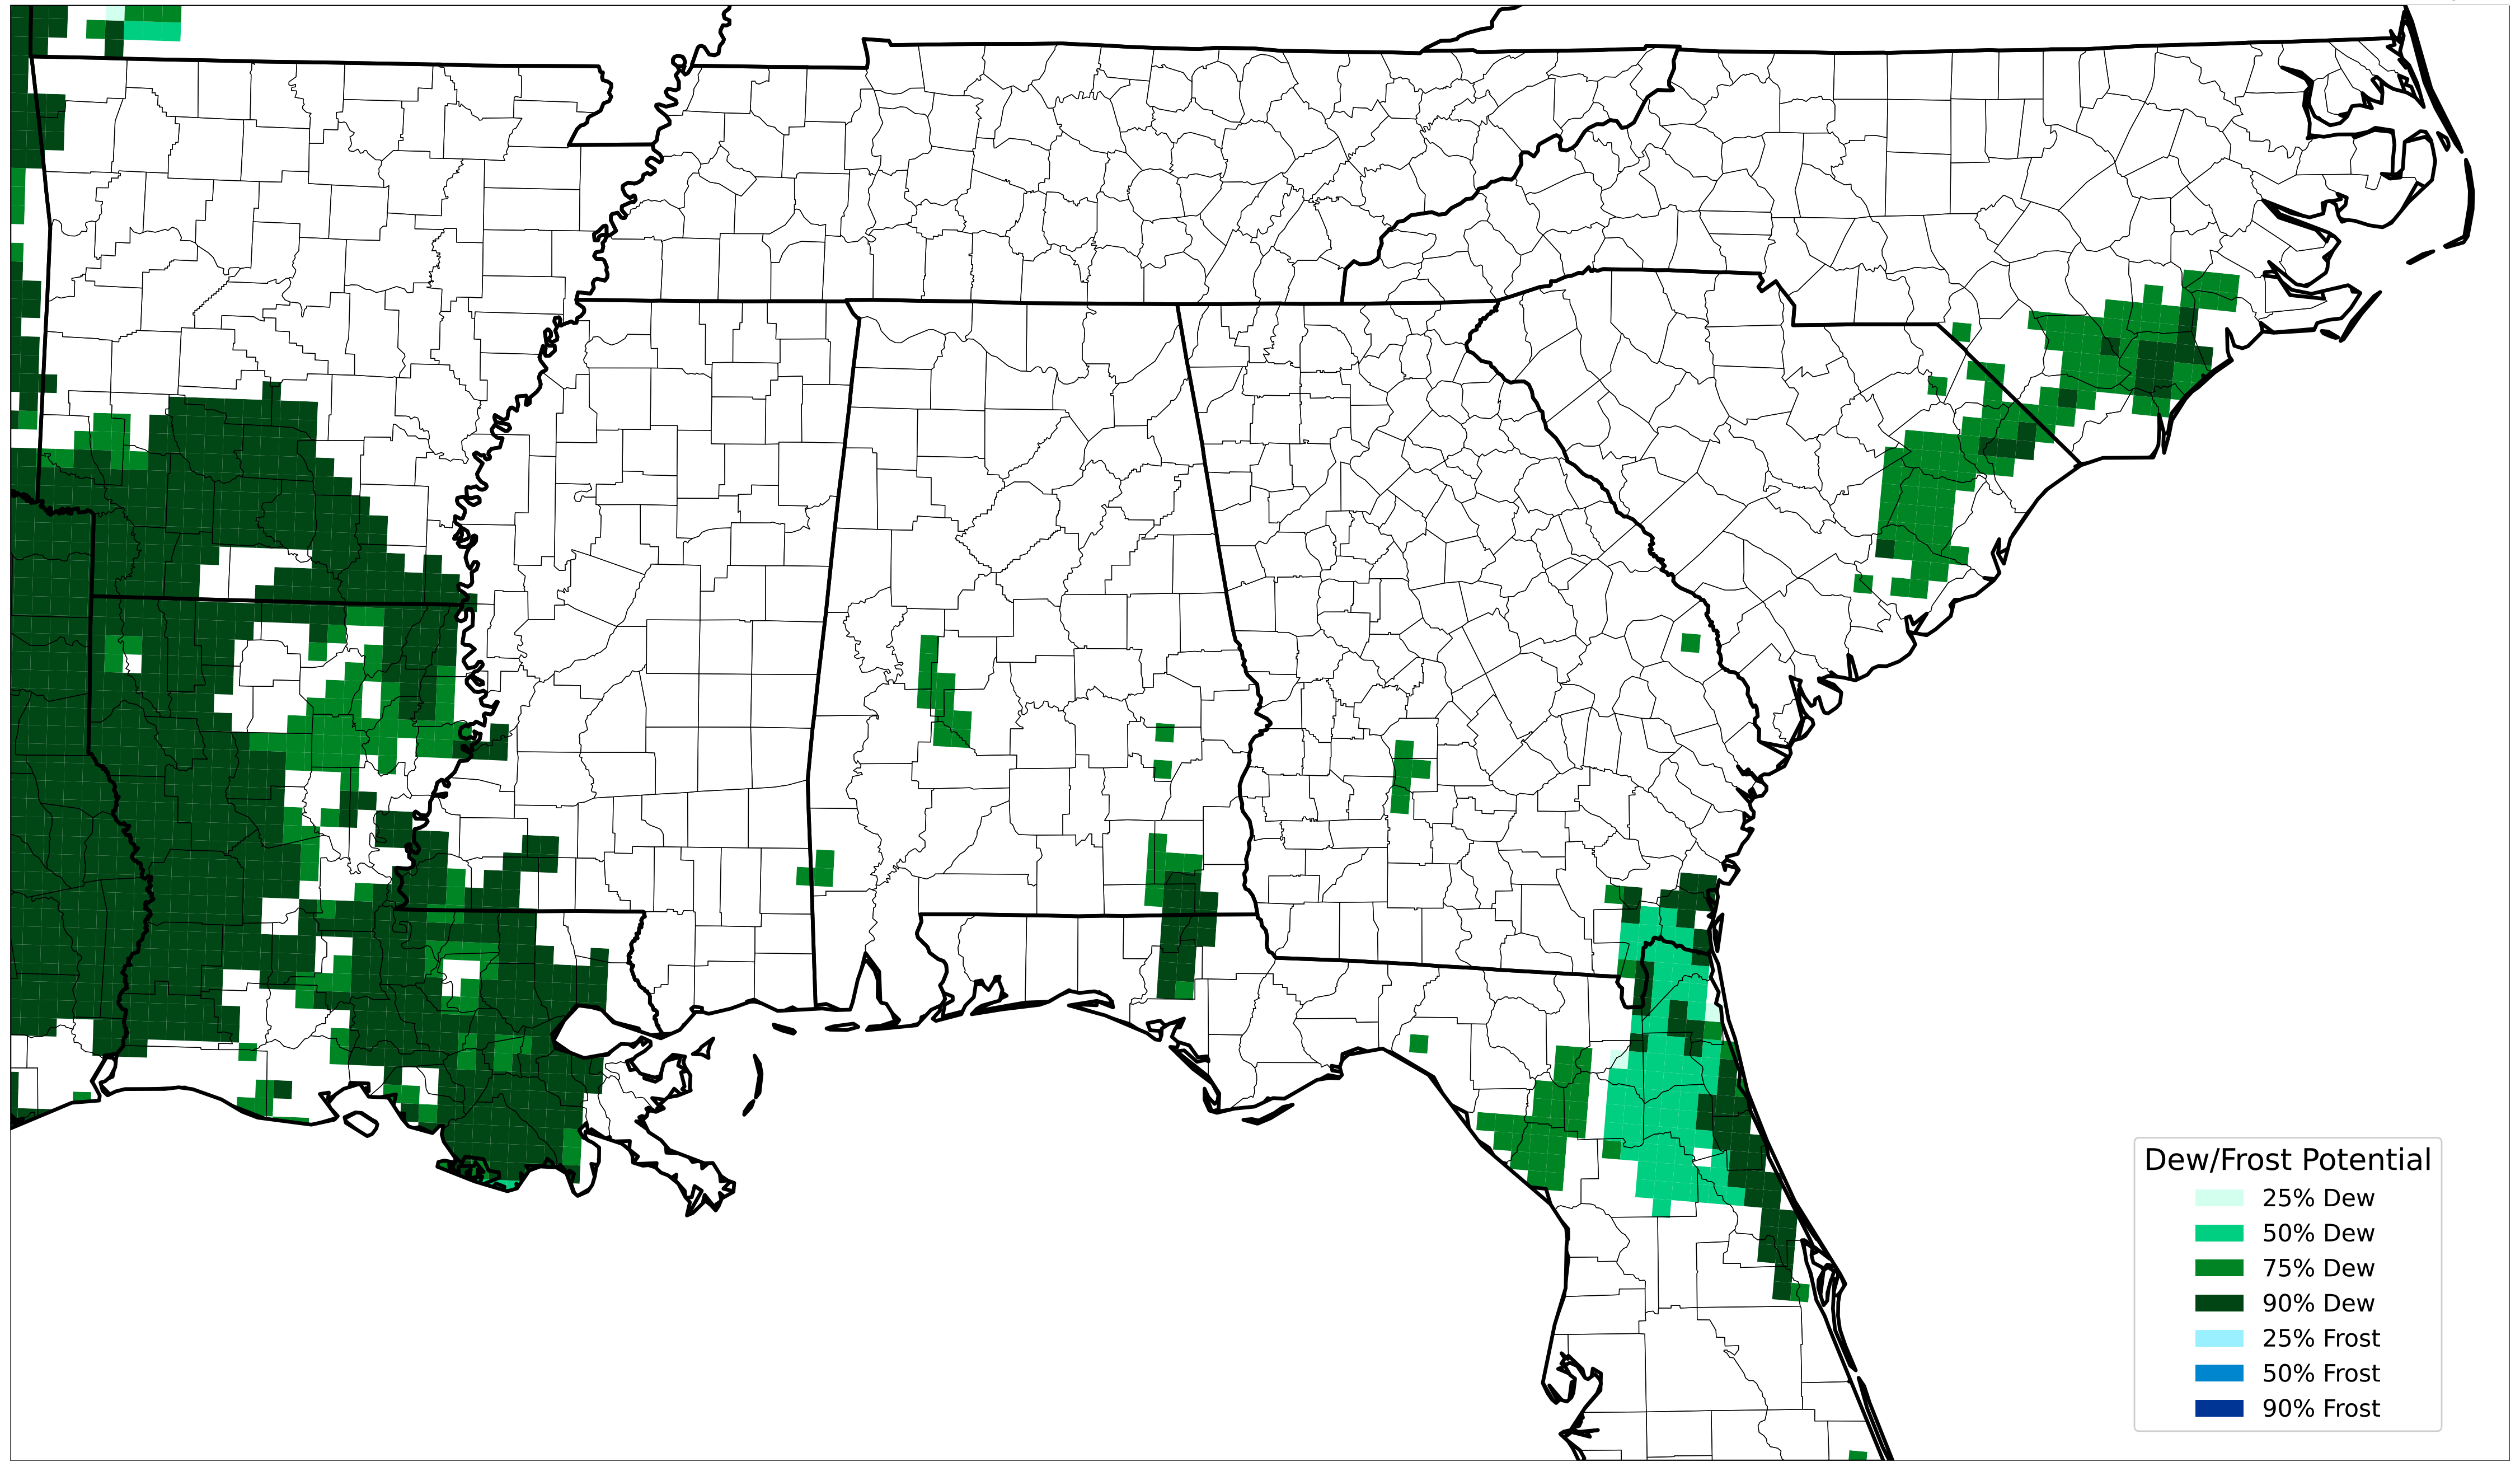 Dew/Frost Potential
25% Dew
50% Dew
75% Dew
90% Dew
25% Frost
50% Frost
90% Frost